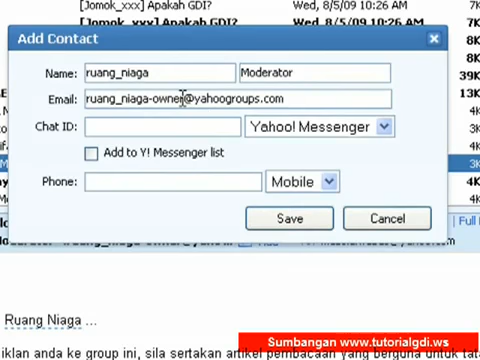 [Jomok_xxx] Apakah GDI? Wed, 8/5/09 10:26 AM 7K
[Jomok_xxx] Apakah GDI? Wed, 8/5/09 10:26 AM
Add Contact
Name: ruang_niaga Moderator
Email: ruang_niaga-owner@yahoogroups.com
Chat ID: Yahoo! Messenger
Add to Y! Messenger list
Phone: Mobile
Save Cancel
Full
Ruang Niaga ...
Sumbangan www.tutorialgdi.ws
iklan anda ke group ini, sila sertakan artikel pembacaan yang berguna untuk